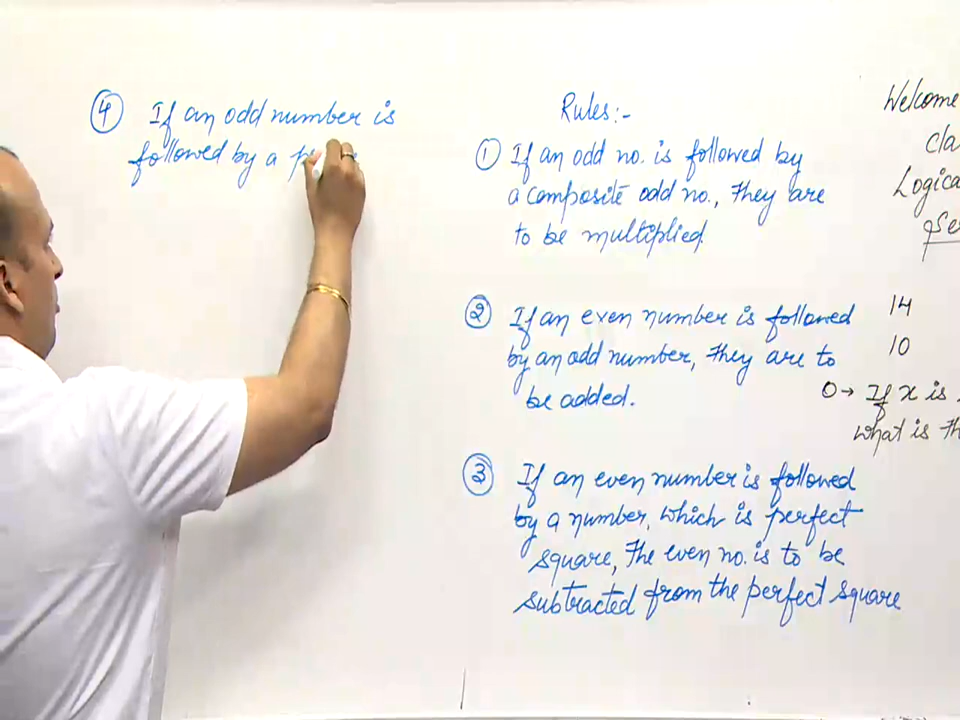 ④ If an odd number is
followed by a
Rules:-
① If an odd no. is followed by
a composite odd no., they are
to be multiplied.
② If an even number is followed
by an odd number, they are to
be added.
③ If an even number is followed
by a number, which is perfect
square, the even no. is to be
subtracted from the perfect square
Welcome
Cla
Logica
Se
14
10
0→ If x is
What is th